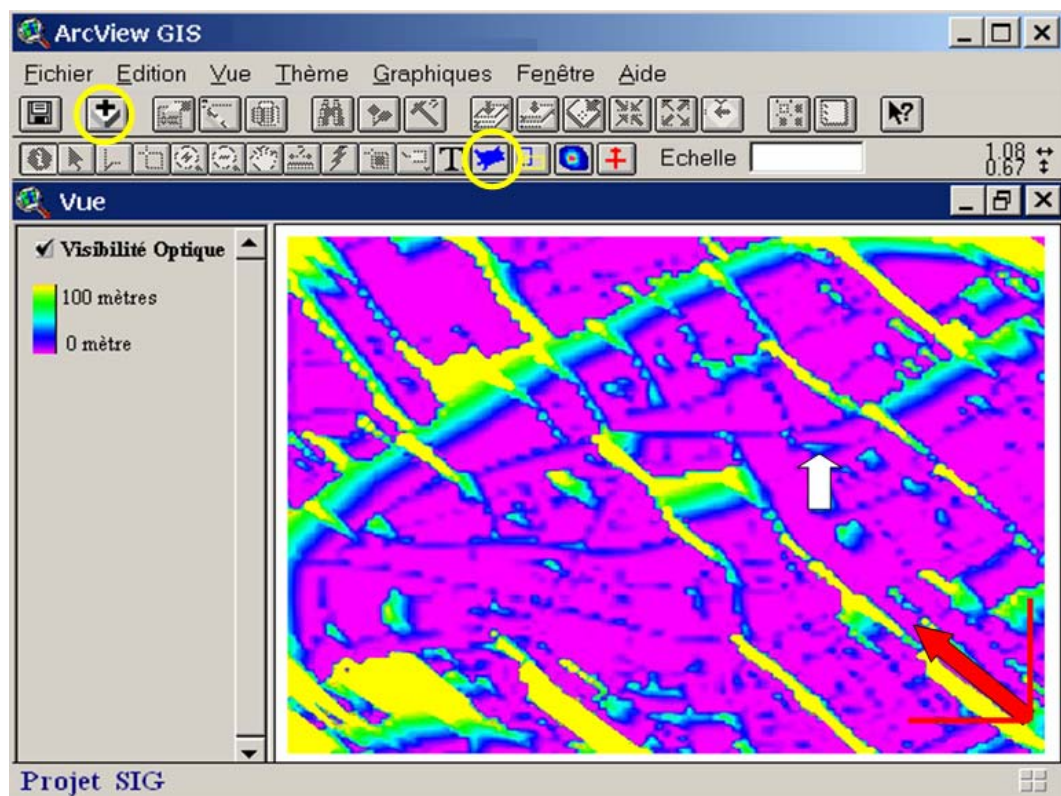 ArcView GIS
Fichier Edition Vue Thème Graphiques Fenêtre Aide
T Echelle 1.08
0.67
Vue
Visibilité Optique
100 mètres
0 mètre
Projet SIG